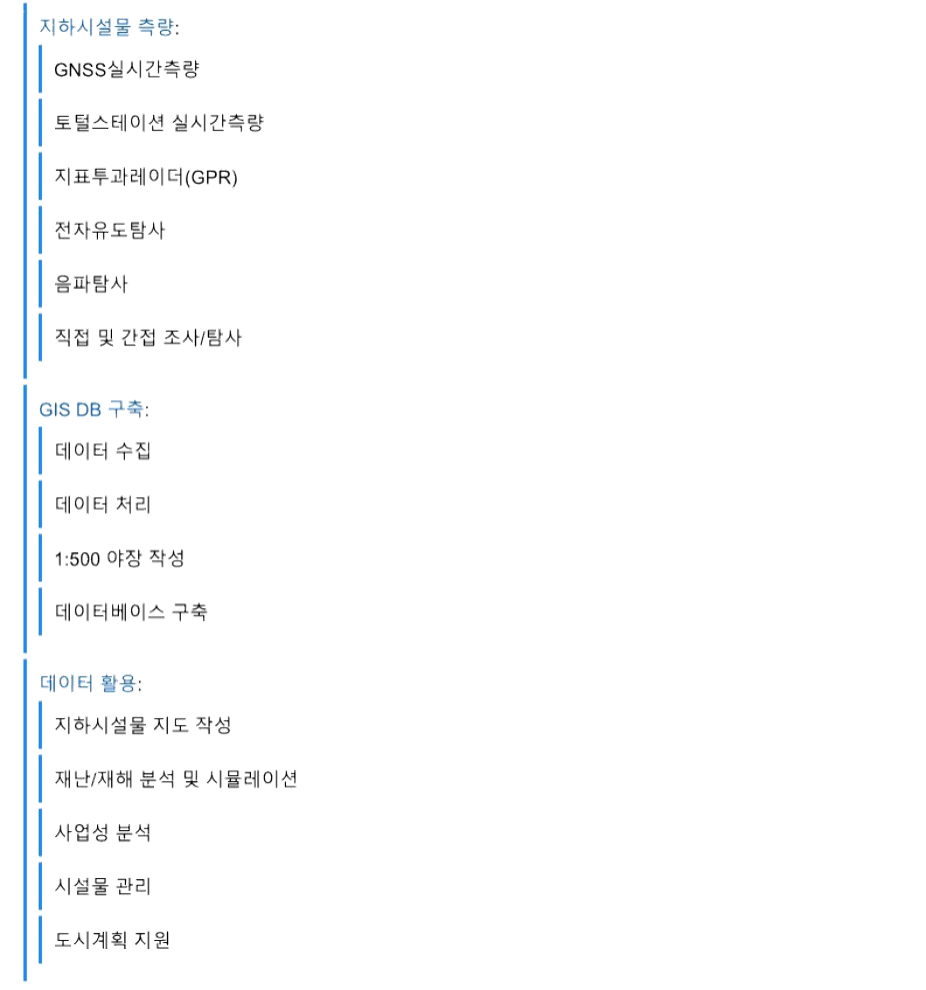 지하시설물 측량:
GNSS실시간측량
토털스테이션 실시간측량
지표투과레이더(GPR)
전자유도탐사
음파탐사
직접 및 간접 조사/탐사
GIS DB 구축:
데이터 수집
데이터 처리
1:500 야장 작성
데이터베이스 구축
데이터 활용:
지하시설물 지도 작성
재난/재해 분석 및 시뮬레이션
사업성 분석
시설물 관리
도시계획 지원